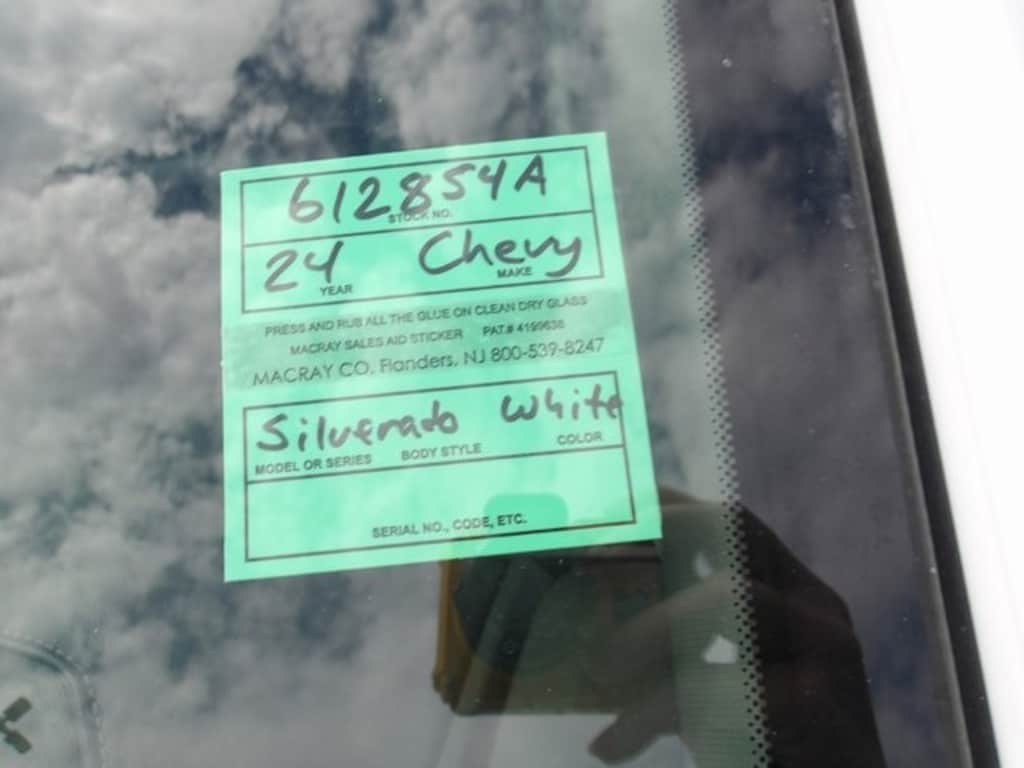 612854A
STOCK NO.
24 Chevy
YEAR MAKE
PRESS AND RUB ALL THE GLUE ON CLEAN DRY GLASS
MACRAY SALES AID STICKER PAT.# 4199638
MACRAY CO. Flanders, NJ 800-539-8247
Silverado White
MODEL OR SERIES BODY STYLE COLOR
SERIAL NO., CODE, ETC.